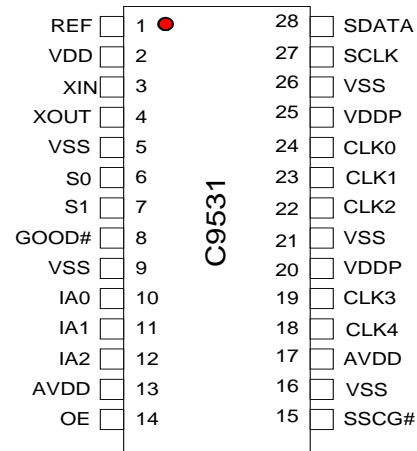 REF 1 28 SDATA
VDD 2 27 SCLK
XIN 3 26 VSS
XOUT 4 25 VDDP
VSS 5 24 CLK0
S0 6 23 CLK1
S1 7 22 CLK2
GOOD# 8 21 VSS
VSS 9 20 VDDP
IA0 10 19 CLK3
IA1 11 18 CLK4
IA2 12 17 AVDD
AVDD 13 16 VSS
OE 14 15 SSCG#
C9531